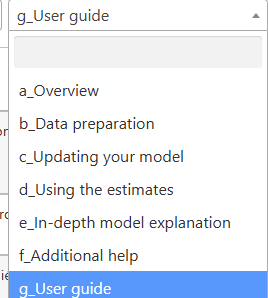 g_User guide
a_Overview
b_Data preparation
c_Updating your model
d_Using the estimates
e_In-depth model explanation
f_Additional help
g_User guide